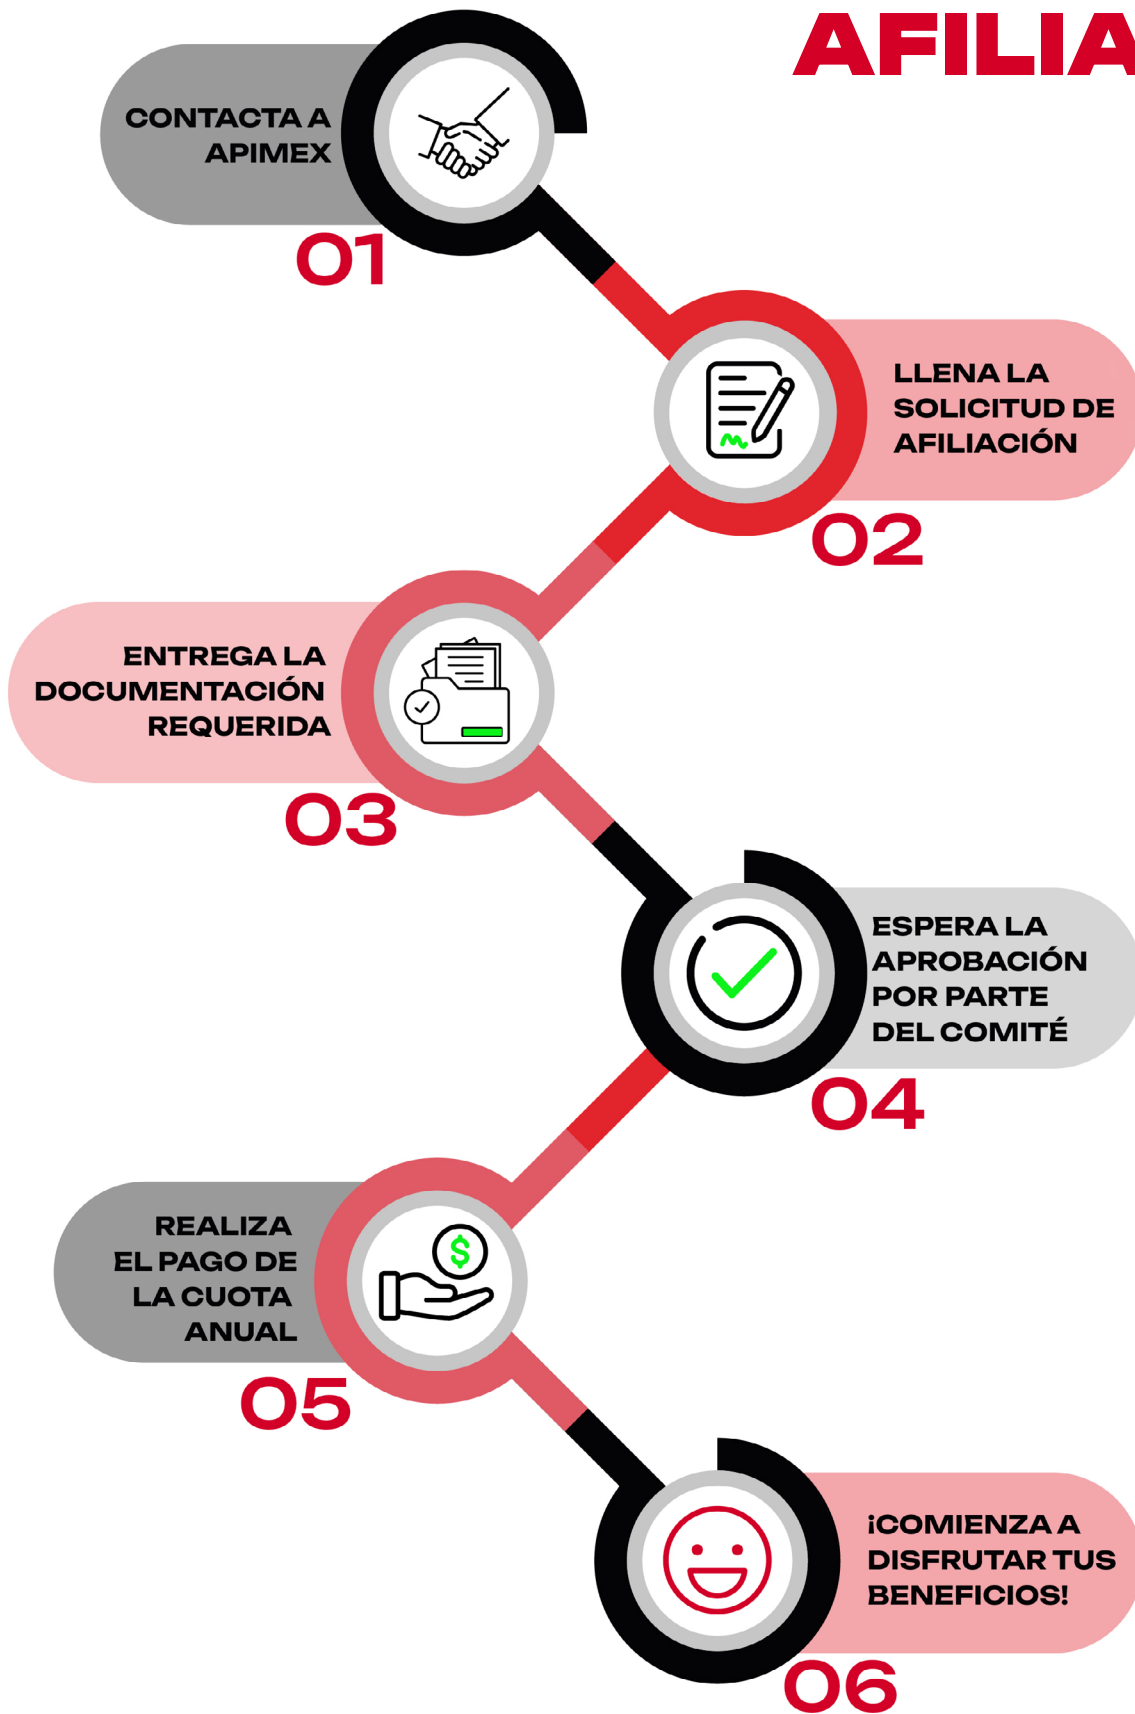 AFILIA
CONTACTA A
APIMEX
01
LLENA LA
SOLICITUD DE
AFILIACIÓN
02
ENTREGA LA
DOCUMENTACIÓN
REQUERIDA
03
ESPERA LA
APROBACIÓN
POR PARTE
DEL COMITÉ
04
$
REALIZA
EL PAGO DE
LA CUOTA
ANUAL
05
¡COMIENZA A
DISFRUTAR TUS
BENEFICIOS!
06